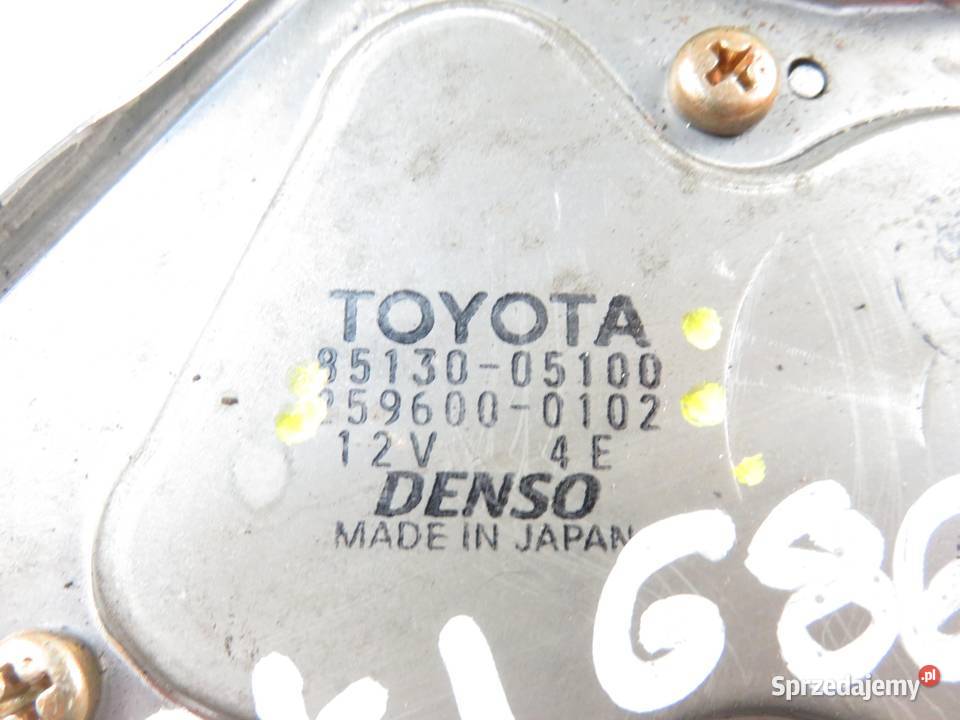 TOYOTA
85130-05100
259600-0102
12V 4E
DENSO
MADE IN JAPAN
Sprzedajemy.pl